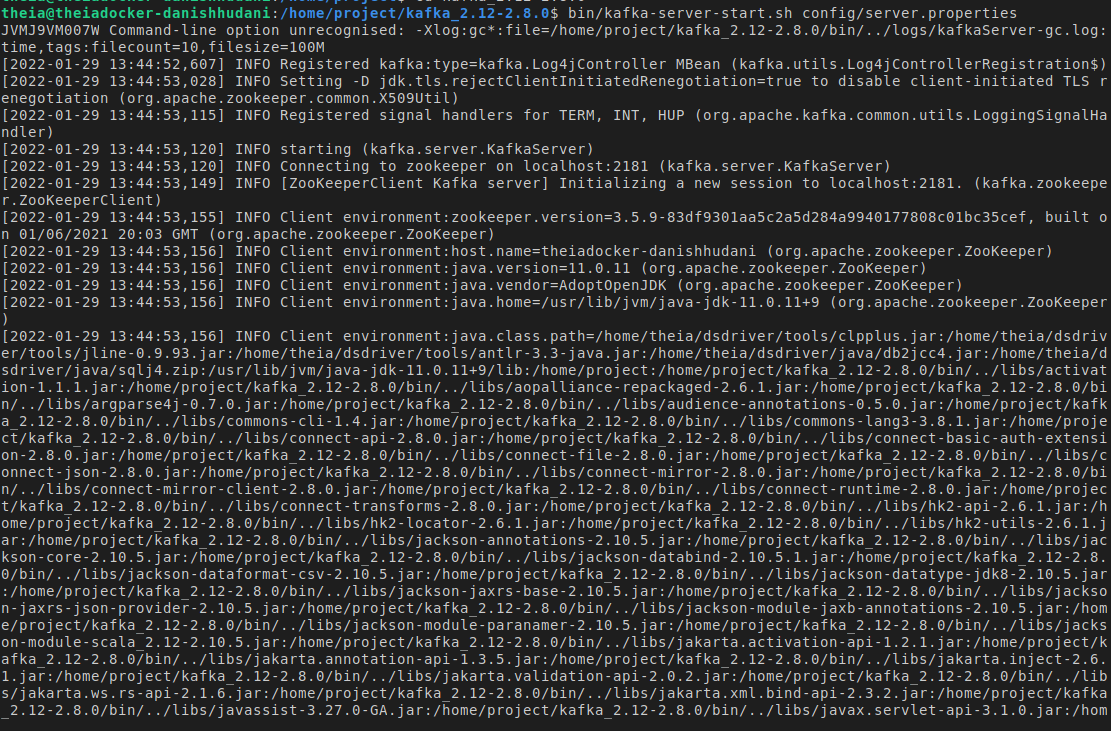 theia@theiadocker-danishhudani:/home/project/kafka_2.12-2.8.0$ bin/kafka-server-start.sh config/server.properties
JVMJ9VM007W Command-line option unrecognised: -Xlog:gc*:file=/home/project/kafka_2.12-2.8.0/bin/../logs/kafkaServer-gc.log:
time,tags:filecount=10,filesize=100M
[2022-01-29 13:44:52,607] INFO Registered kafka:type=kafka.Log4jController MBean (kafka.utils.Log4jControllerRegistration$)
[2022-01-29 13:44:53,028] INFO Setting -D jdk.tls.rejectClientInitiatedRenegotiation=true to disable client-initiated TLS r
enegotiation (org.apache.zookeeper.common.X509Util)
[2022-01-29 13:44:53,115] INFO Registered signal handlers for TERM, INT, HUP (org.apache.kafka.common.utils.LoggingSignalHa
ndler)
[2022-01-29 13:44:53,120] INFO starting (kafka.server.KafkaServer)
[2022-01-29 13:44:53,120] INFO Connecting to zookeeper on localhost:2181 (kafka.server.KafkaServer)
[2022-01-29 13:44:53,149] INFO [ZooKeeperClient Kafka server] Initializing a new session to localhost:2181. (kafka.zookeepe
r.ZooKeeperClient)
[2022-01-29 13:44:53,155] INFO Client environment:zookeeper.version=3.5.9-83df9301aa5c2a5d284a9940177808c01bc35cef, built o
n 01/06/2021 20:03 GMT (org.apache.zookeeper.ZooKeeper)
[2022-01-29 13:44:53,156] INFO Client environment:host.name=theiadocker-danishhudani (org.apache.zookeeper.ZooKeeper)
[2022-01-29 13:44:53,156] INFO Client environment:java.version=11.0.11 (org.apache.zookeeper.ZooKeeper)
[2022-01-29 13:44:53,156] INFO Client environment:java.vendor=AdoptOpenJDK (org.apache.zookeeper.ZooKeeper)
[2022-01-29 13:44:53,156] INFO Client environment:java.home=/usr/lib/jvm/java-jdk-11.0.11+9 (org.apache.zookeeper.ZooKeeper
)
[2022-01-29 13:44:53,156] INFO Client environment:java.class.path=/home/theia/dsdriver/tools/clpplus.jar:/home/theia/dsdriv
er/tools/jline-0.9.93.jar:/home/theia/dsdriver/tools/antlr-3.3-java.jar:/home/theia/dsdriver/java/db2jcc4.jar:/home/theia/d
sdriver/java/sqlj4.zip:/usr/lib/jvm/java-jdk-11.0.11+9/lib:/home/project:/home/project/kafka_2.12-2.8.0/bin/../libs/activat
ion-1.1.1.jar:/home/project/kafka_2.12-2.8.0/bin/../libs/aopalliance-repackaged-2.6.1.jar:/home/project/kafka_2.12-2.8.0/bi
n/../libs/argparse4j-0.7.0.jar:/home/project/kafka_2.12-2.8.0/bin/../libs/audience-annotations-0.5.0.jar:/home/project/kafk
a_2.12-2.8.0/bin/../libs/commons-cli-1.4.jar:/home/project/kafka_2.12-2.8.0/bin/../libs/commons-lang3-3.8.1.jar:/home/proje
ct/kafka_2.12-2.8.0/bin/../libs/connect-api-2.8.0.jar:/home/project/kafka_2.12-2.8.0/bin/../libs/connect-basic-auth-extensi
on-2.8.0.jar:/home/project/kafka_2.12-2.8.0/bin/../libs/connect-file-2.8.0.jar:/home/project/kafka_2.12-2.8.0/bin/../libs/c
onnect-json-2.8.0.jar:/home/project/kafka_2.12-2.8.0/bin/../libs/connect-mirror-2.8.0.jar:/home/project/kafka_2.12-2.8.0/bi
n/../libs/connect-mirror-client-2.8.0.jar:/home/project/kafka_2.12-2.8.0/bin/../libs/connect-runtime-2.8.0.jar:/home/projec
t/kafka_2.12-2.8.0/bin/../libs/connect-transforms-2.8.0.jar:/home/project/kafka_2.12-2.8.0/bin/../libs/hk2-api-2.6.1.jar:/h
ome/project/kafka_2.12-2.8.0/bin/../libs/hk2-locator-2.6.1.jar:/home/project/kafka_2.12-2.8.0/bin/../libs/hk2-utils-2.6.1.j
ar:/home/project/kafka_2.12-2.8.0/bin/../libs/jackson-annotations-2.10.5.jar:/home/project/kafka_2.12-2.8.0/bin/../libs/jac
kson-core-2.10.5.jar:/home/project/kafka_2.12-2.8.0/bin/../libs/jackson-databind-2.10.5.1.jar:/home/project/kafka_2.12-2.8.
0/bin/../libs/jackson-dataformat-csv-2.10.5.jar:/home/project/kafka_2.12-2.8.0/bin/../libs/jackson-datatype-jdk8-2.10.5.jar
:/home/project/kafka_2.12-2.8.0/bin/../libs/jackson-jaxrs-base-2.10.5.jar:/home/project/kafka_2.12-2.8.0/bin/../libs/jackso
n-jaxrs-json-provider-2.10.5.jar:/home/project/kafka_2.12-2.8.0/bin/../libs/jackson-module-jaxb-annotations-2.10.5.jar:/hom
e/project/kafka_2.12-2.8.0/bin/../libs/jackson-module-paranamer-2.10.5.jar:/home/project/kafka_2.12-2.8.0/bin/../libs/jacks
on-module-scala_2.12-2.10.5.jar:/home/project/kafka_2.12-2.8.0/bin/../libs/jakarta.activation-api-1.2.1.jar:/home/project/k
afka_2.12-2.8.0/bin/../libs/jakarta.annotation-api-1.3.5.jar:/home/project/kafka_2.12-2.8.0/bin/../libs/jakarta.inject-2.6.
1.jar:/home/project/kafka_2.12-2.8.0/bin/../libs/jakarta.validation-api-2.0.2.jar:/home/project/kafka_2.12-2.8.0/bin/../lib
s/jakarta.ws.rs-api-2.1.6.jar:/home/project/kafka_2.12-2.8.0/bin/../libs/jakarta.xml.bind-api-2.3.2.jar:/home/project/kafka
_2.12-2.8.0/bin/../libs/javassist-3.27.0-GA.jar:/home/project/kafka_2.12-2.8.0/bin/../libs/javax.servlet-api-3.1.0.jar:/hom